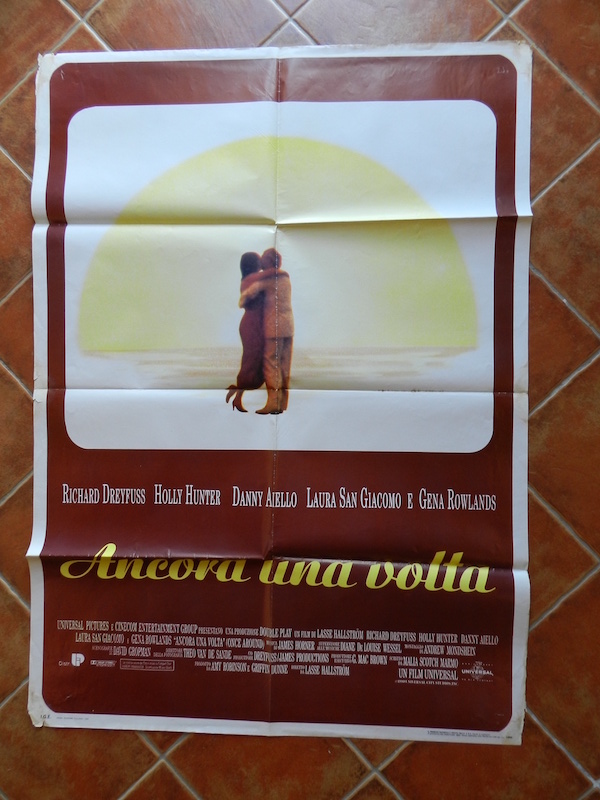 RICHARD DREYFUSS HOLLY HUNTER DANNY AIELLO LAURA SAN GIACOMO E GENA ROWLANDS
Ancora una volta
UNIVERSAL PICTURES E CINECOM ENTERTAINMENT GROUP PRESENTANO UNA PRODUZIONE DOUBLE PLAY UN FILM DI LASSE HALLSTRÖM RICHARD DREYFUSS HOLLY HUNTER DANNY AIELLO
LAURA SAN GIACOMO E GENA ROWLANDS "ANCORA UNA VOLTA" (ONCE AROUND) MUSICA DI JAMES HORNER DIANE DE LOUISE WESSEL MONTAGGIO DI ANDREW MONDSHEIN
DAVID GROPMAN THEO VAN DE SANDE DREYFUSS/JAMES PRODUCTIONS G. MAC BROWN MALIA SCOTCH MARMO
AMY ROBINSON E GRIFFIN DUNNE LASSE HALLSTRÖM UN FILM UNIVERSAL
UNIVERSAL